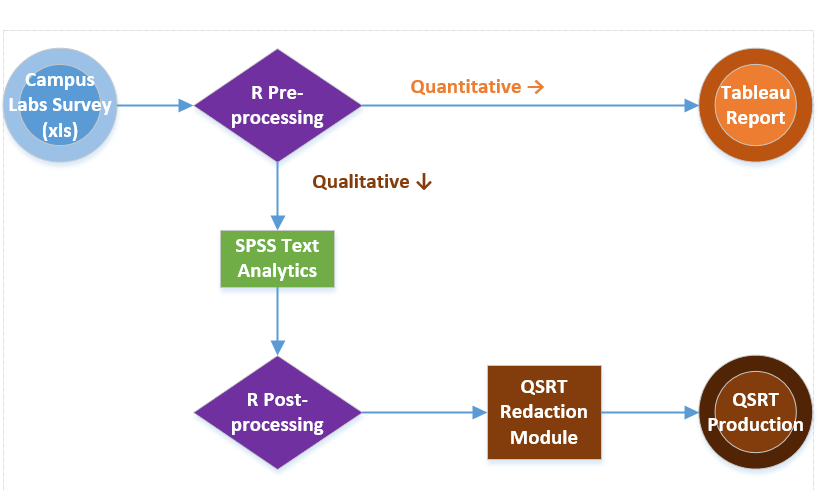 Campus
Labs Survey
(xls)
R Pre-
processing
Quantitative →
Tableau
Report
Qualitative ↓
SPSS Text
Analytics
R Post-
processing
QSRT
Redaction
Module
QSRT
Production